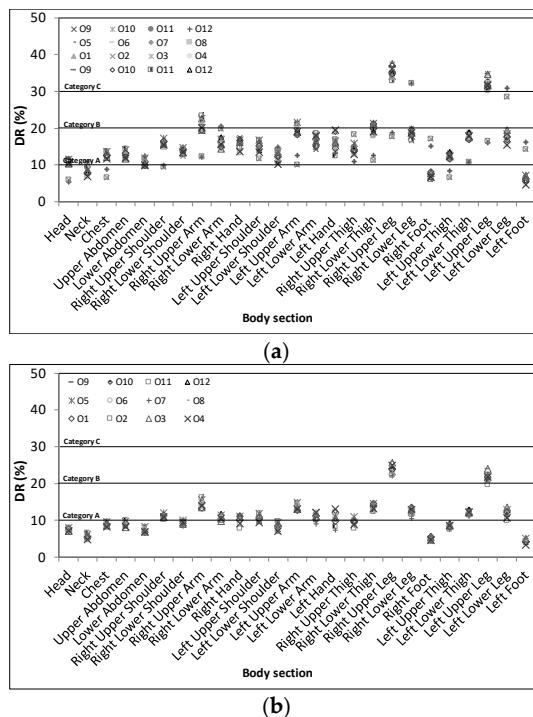 50
40
30
20
10
0
DR (%)
O9 O10 O11 O12
O5 O6 O7 O8
O1 O2 O3 O4
O9 O10 O11 O12
Category C
Category B
Category A
Head
Neck
Chest
Upper Abdomen
Lower Abdomen
Right Upper Shoulder
Right Lower Shoulder
Right Upper Arm
Right Lower Arm
Right Hand
Left Upper Shoulder
Left Lower Shoulder
Left Upper Arm
Left Lower Arm
Left Hand
Right Upper Thigh
Right Lower Thigh
Right Upper Leg
Right Lower Leg
Right Foot
Left Upper Thigh
Left Lower Thigh
Left Upper Leg
Left Lower Leg
Left Foot
Body section
(a)
50
40
30
20
10
0
DR (%)
O9 O10 O11 O12
O5 O6 O7 O8
O1 O2 O3 O4
Category C
Category B
Category A
Head
Neck
Chest
Upper Abdomen
Lower Abdomen
Right Upper Shoulder
Right Lower Shoulder
Right Upper Arm
Right Lower Arm
Right Hand
Left Upper Shoulder
Left Lower Shoulder
Left Upper Arm
Left Lower Arm
Left Hand
Right Upper Thigh
Right Lower Thigh
Right Upper Leg
Right Lower Leg
Right Foot
Left Upper Thigh
Left Lower Thigh
Left Upper Leg
Left Lower Leg
Left Foot
Body section
(b)